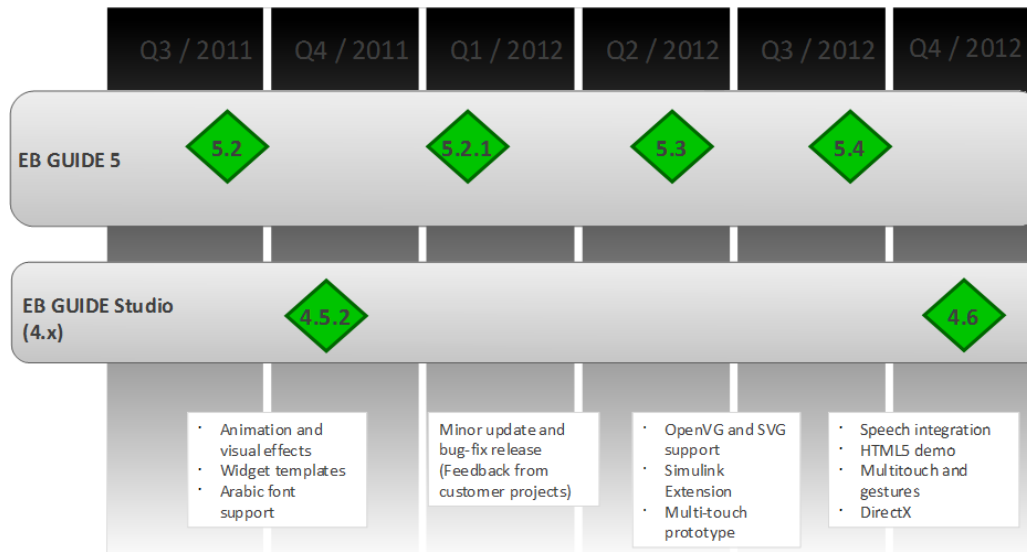 Q3 / 2011
Q4 / 2011
Q1 / 2012
Q2 / 2012
Q3 / 2012
Q4 / 2012
EB GUIDE 5
5.2
5.2.1
5.3
5.4
EB GUIDE Studio
(4.x)
4.5.2
4.6
· Animation and
visual effects
· Widget templates
· Arabic font
support
Minor update and
bug-fix release
(Feedback from
customer projects)
· OpenVG and SVG
support
· Simulink
Extension
· Multi-touch
prototype
· Speech integration
· HTML5 demo
· Multitouch and
gestures
· DirectX